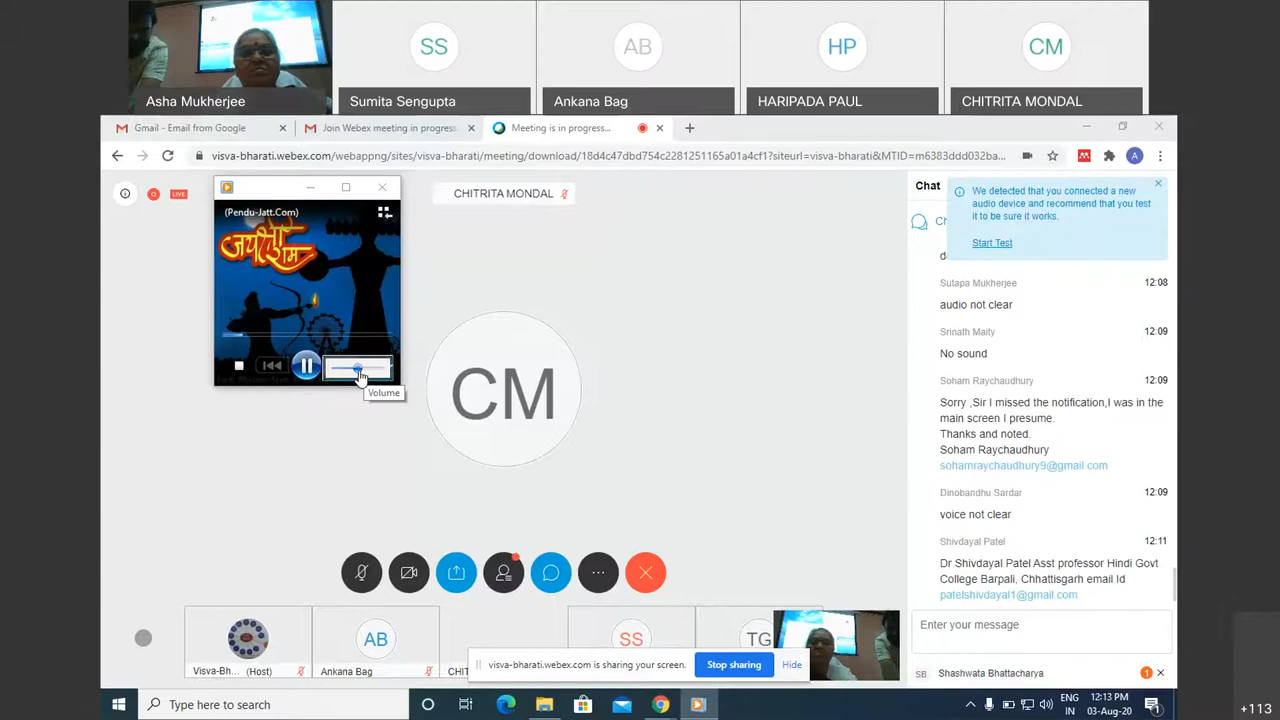 SS
AB
HP
CM
Asha Mukherjee
Sumita Sengupta
Ankana Bag
HARIPADA PAUL
CHITRITA MONDAL
Gmail - Email from Google
Join Webex meeting in progress
Meeting is in progress...
visva-bharati.webex.com/webappng/sites/visva-bharati/meeting/download/18d4c47dbd754c2281251165a01a4cf1?siteurl=visva-bharati&MTID=m6383ddd032ba...
A
LIVE
(Pendu-Jatt.Com)
जय श्री
राम
Volume
CHITRITA MONDAL
CM
Chat
We detected that you connected a new
audio device and recommend that you test
it to be sure it works.
Start Test
Sutapa Mukherjee 12:08
audio not clear
Srinath Maity 12:09
No sound
Soham Raychaudhury 12:09
Sorry ,Sir I missed the notification,I was in the
main screen I presume.
Thanks and noted.
Soham Raychaudhury
sohamraychaudhury9@gmail.com
Dinobandhu Sardar 12:09
voice not clear
Shivdayal Patel 12:11
Dr Shivdayal Patel Asst professor Hindi Govt
College Barpali, Chhattisgarh email Id
patelshivdayal1@gmail.com
Enter your message
SB Shashwata Bhattacharya 1
AB
SS
TG
Visva-Bh... (Host)
Ankana Bag
CHIT
visva-bharati.webex.com is sharing your screen.
Stop sharing
Hide
Type here to search
ENG
IN
12:13 PM
03-Aug-20
1
+113